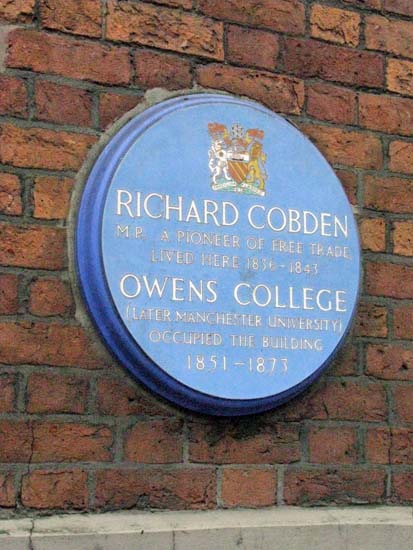 RICHARD COBDEN
M.P., A PIONEER OF FREE TRADE,
LIVED HERE 1836-1843
OWENS COLLEGE
(LATER MANCHESTER UNIVERSITY)
OCCUPIED THE BUILDING
1851-1873